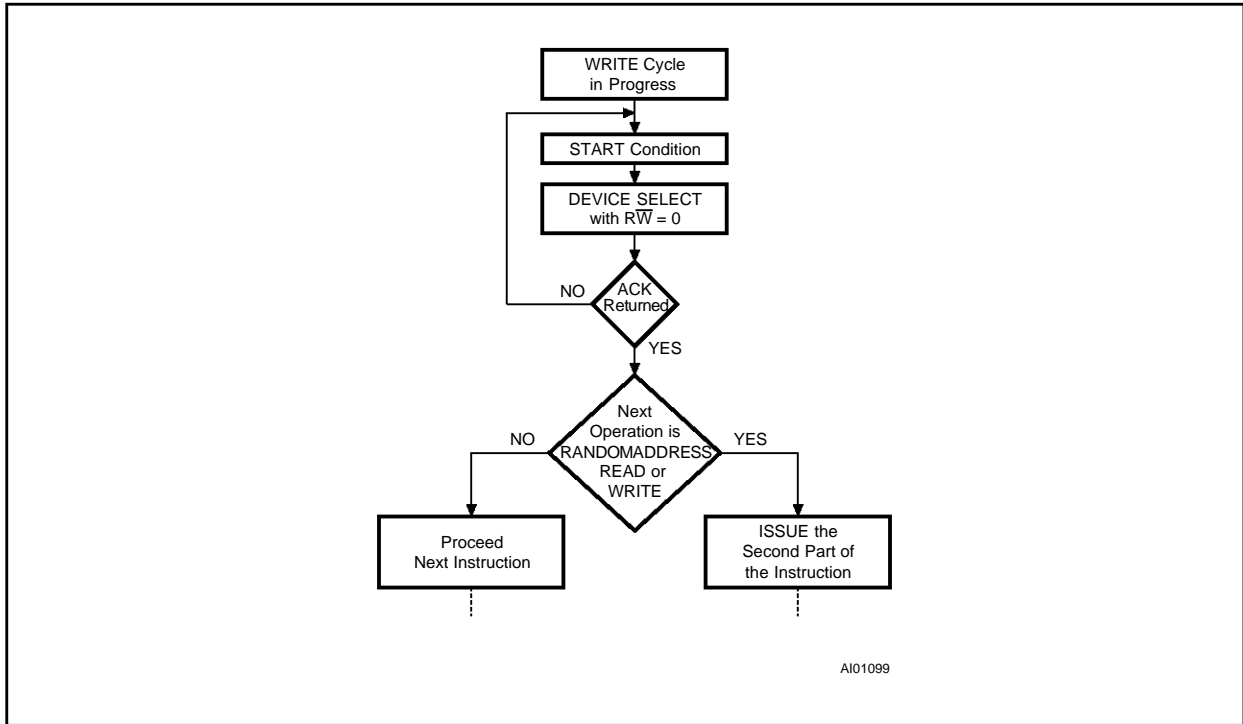 WRITE Cycle
in Progress
START Condition
DEVICE SELECT
with RW̅ = 0
ACK
Returned
NO
YES
Next
Operation is
RANDOMADDRESS
READ or
WRITE
NO
YES
Proceed
Next Instruction
ISSUE the
Second Part of
the Instruction
AI01099